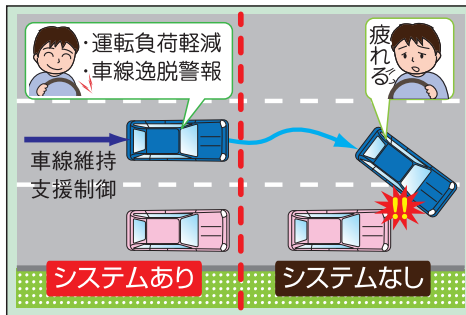 ・運転負荷軽減
・車線逸脱警報
疲れる〜
車線維持
支援制御
!!
システムあり
システムなし